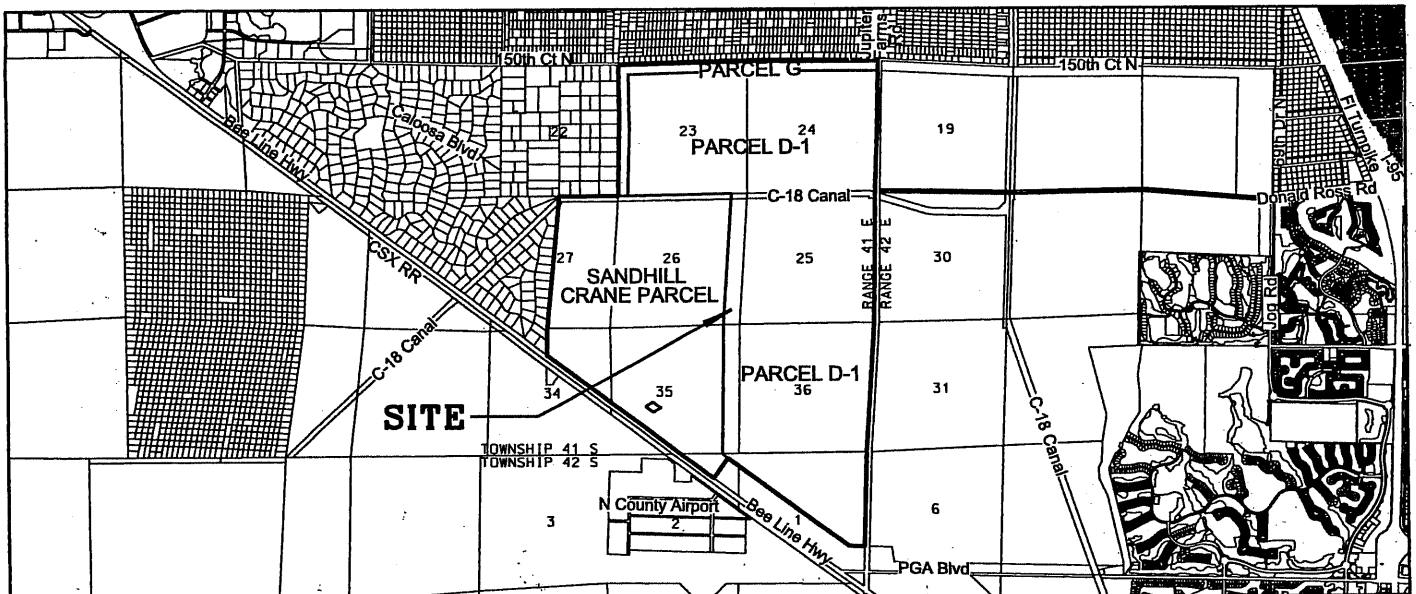 Jupiter
Farms
Rd
150th Ct N
PARCEL G
150th Ct N
Fl Turnpike
I-95
Caloosa Blvd
22
23
24
19
PARCEL D-1
Bee Line Hwy
C-18 Canal
Donald Ross Rd
RANGE 41 E
RANGE 42 E
27
26
25
30
SANDHILL
CRANE PARCEL
CSX RR
Jog Rd
C-18 Canal
PARCEL D-1
34
35
36
31
SITE
C-18 Canal
TOWNSHIP 41 S
TOWNSHIP 42 S
N County Airport
3
2
1
6
Bee Line Hwy
PGA Blvd